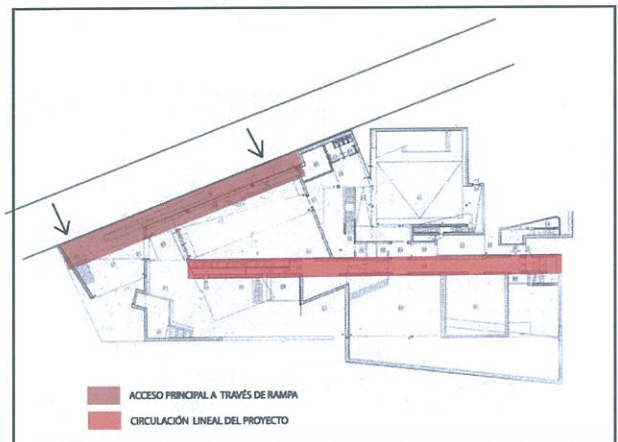 ACCESO PRINCIPAL A TRAVÉS DE RAMPA
CIRCULACIÓN LINEAL DEL PROYECTO